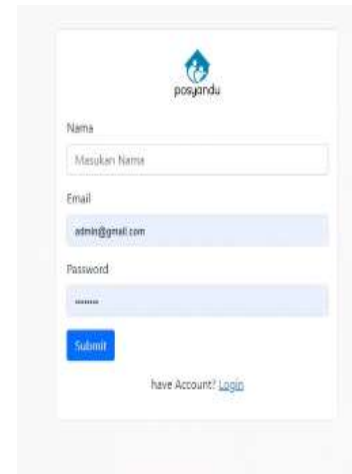 posyandu
Nama
Masukan Nama
Email
admin@gmail.com
Password
••••••••
Submit
have Account? Login